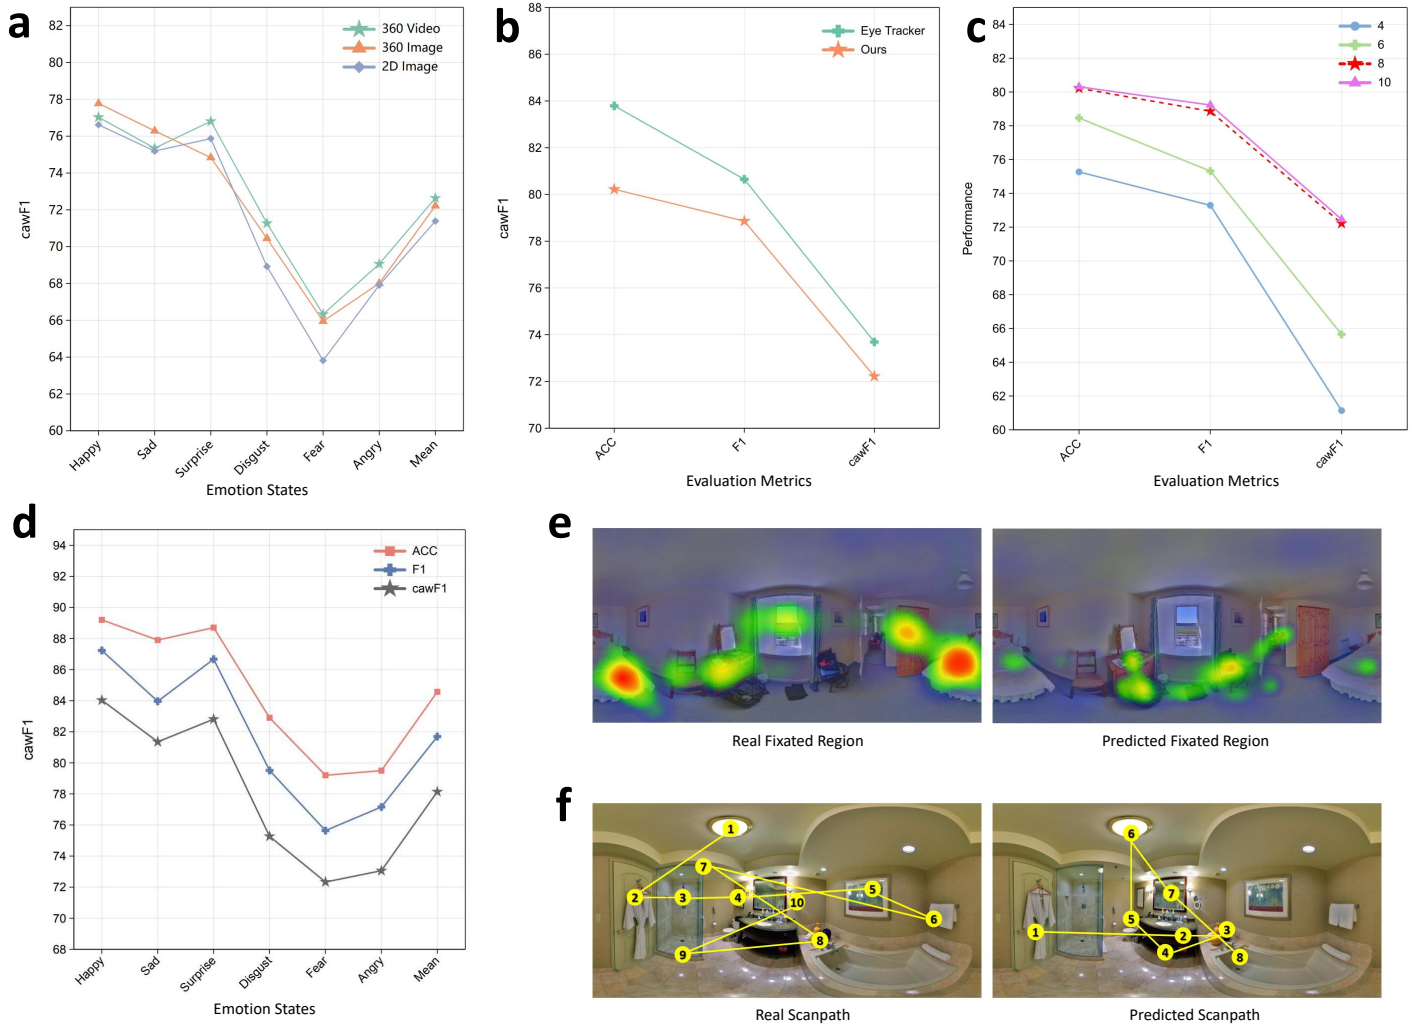 a
82
80
78
76
74
72
70
68
66
64
62
60
cawF1
360 Video
360 Image
2D Image
Happy
Sad
Surprise
Disgust
Fear
Angry
Mean
Emotion States
b
88
86
84
82
80
78
76
74
72
70
cawF1
Eye Tracker
Ours
ACC
F1
cawF1
Evaluation Metrics
c
84
82
80
78
76
74
72
70
68
66
64
62
60
Performance
4
6
8
10
ACC
F1
cawF1
Evaluation Metrics
d
94
92
90
88
86
84
82
80
78
76
74
72
70
68
cawF1
ACC
F1
cawF1
Happy
Sad
Surprise
Disgust
Fear
Angry
Mean
Emotion States
e
Real Fixated Region
Predicted Fixated Region
f
1
7
2
3
4
10
5
6
8
9
Real Scanpath
6
7
1
5
2
3
4
8
Predicted Scanpath